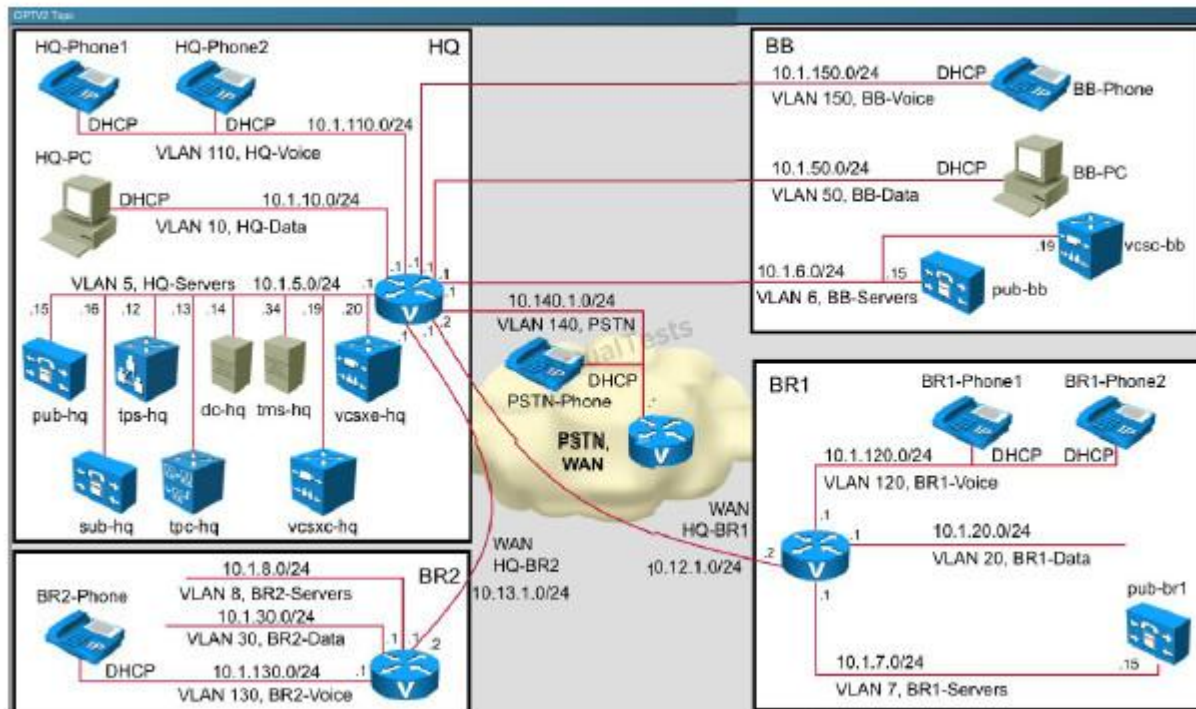 CIPTV2 Topo
HQ-Phone1
HQ-Phone2
HQ
DHCP
DHCP
10.1.110.0/24
VLAN 110, HQ-Voice
HQ-PC
DHCP
10.1.10.0/24
VLAN 10, HQ-Data
VLAN 5, HQ-Servers
10.1.5.0/24
.1
.1
.1
.1
.1
.1
.1
.1
.1
.2
.15
.16
.12
.13
.14
.34
.19
.20
V
pub-hq
tps-hq
dc-hq
tms-hq
vcsxe-hq
sub-hq
tpc-hq
vcsxc-hq
10.140.1.0/24
VLAN 140, PSTN
DHCP
PSTN-Phone
PSTN,
WAN
V
WAN
HQ-BR1
10.12.1.0/24
WAN
HQ-BR2
10.13.1.0/24
BB
10.1.150.0/24
DHCP
BB-Phone
VLAN 150, BB-Voice
10.1.50.0/24
DHCP
BB-PC
VLAN 50, BB-Data
10.1.6.0/24
.15
.19
vcsc-bb
VLAN 6, BB-Servers
pub-bb
BR1
BR1-Phone1
BR1-Phone2
10.1.120.0/24
DHCP
DHCP
VLAN 120, BR1-Voice
.1
.2
.1
10.1.20.0/24
VLAN 20, BR1-Data
V
.1
pub-br1
10.1.7.0/24
.15
VLAN 7, BR1-Servers
BR2
10.1.8.0/24
VLAN 8, BR2-Servers
BR2-Phone
10.1.30.0/24
VLAN 30, BR2-Data
.1
.1
.2
DHCP
10.1.130.0/24
.1
VLAN 130, BR2-Voice
V